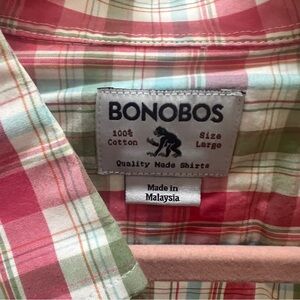 BONOBOS
100% Cotton
Size Large
Quality Made Shirts
Made in
Malaysia